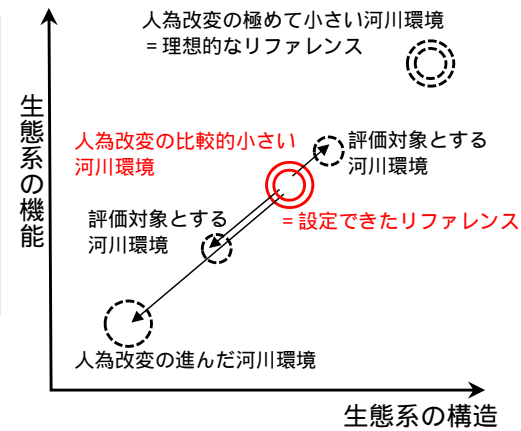 人為改変の極めて小さい河川環境
=理想的なリファレンス
生態系の機能
人為改変の比較的小さい
河川環境
評価対象とする
河川環境
評価対象とする
河川環境
=設定できたリファレンス
人為改変の進んだ河川環境
生態系の構造